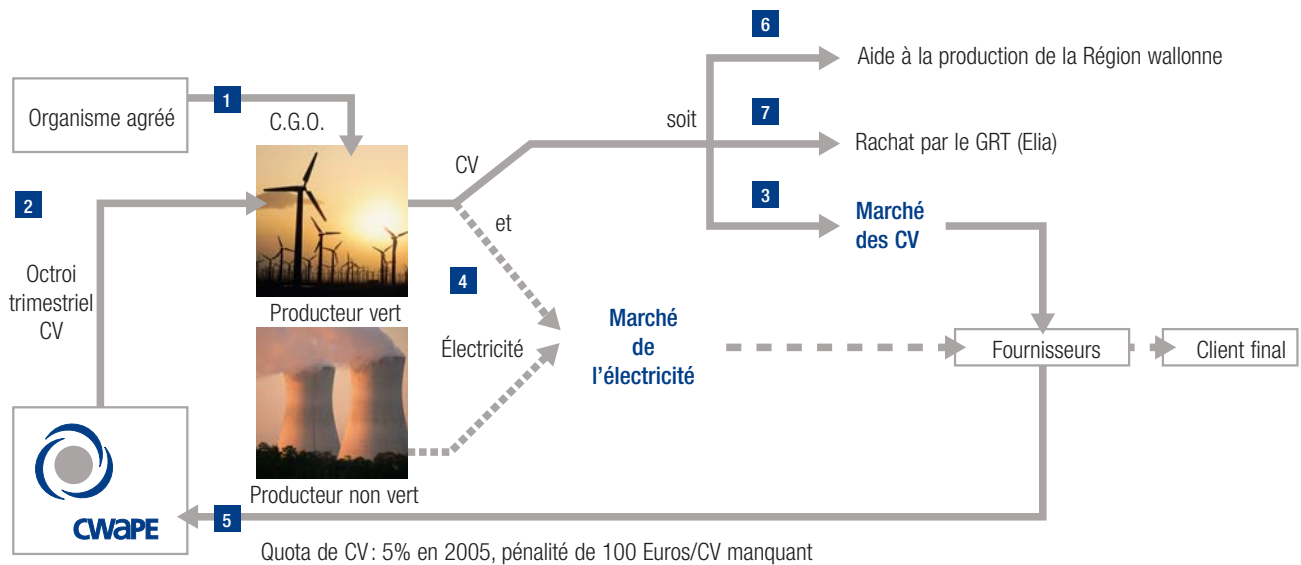 6
Aide à la production de la Région wallonne
Organisme agréé
1
C.G.O.
soit
7
Rachat par le GRT (Elia)
CV
2
3
Marché
des CV
et
Octroi
trimestriel
CV
4
Producteur vert
Électricité
Marché
de
l'électricité
Fournisseurs
Client final
Producteur non vert
CWaPE
5
Quota de CV : 5% en 2005, pénalité de 100 Euros/CV manquant